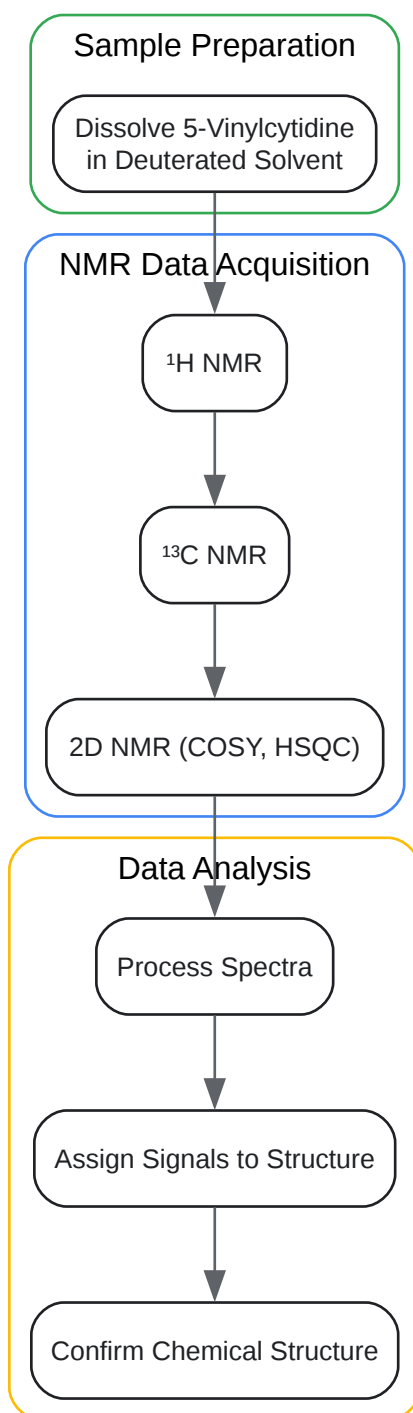 Sample Preparation
Dissolve 5-Vinylcytidine
in Deuterated Solvent
NMR Data Acquisition
¹H NMR
¹³C NMR
2D NMR (COSY, HSQC)
Data Analysis
Process Spectra
Assign Signals to Structure
Confirm Chemical Structure